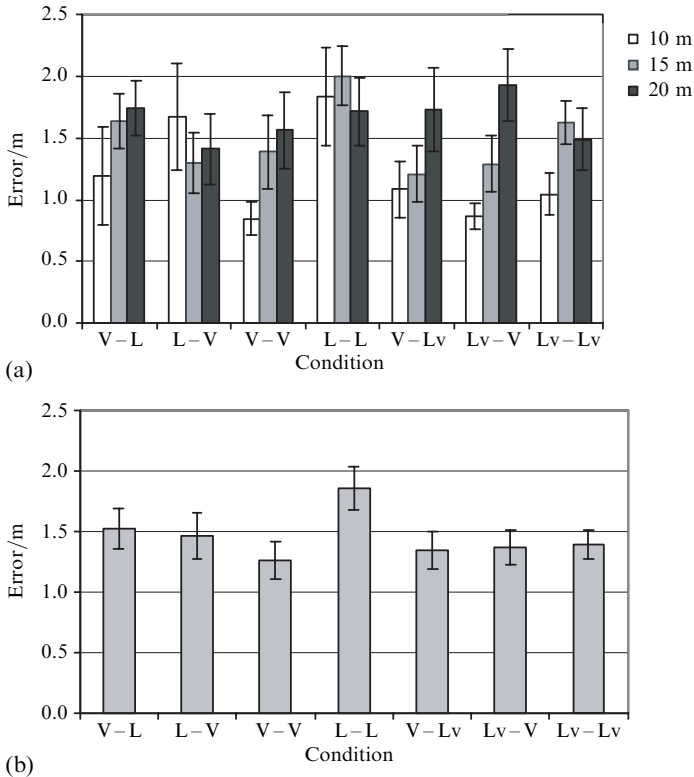 2.5
2.0
1.5
1.0
0.5
0.0
Error/m
10 m
15 m
20 m
V–L L–V V–V L–L V–Lv Lv–V Lv–Lv
Condition
(a)
2.5
2.0
1.5
1.0
0.5
0.0
Error/m
V–L L–V V–V L–L V–Lv Lv–V Lv–Lv
Condition
(b)